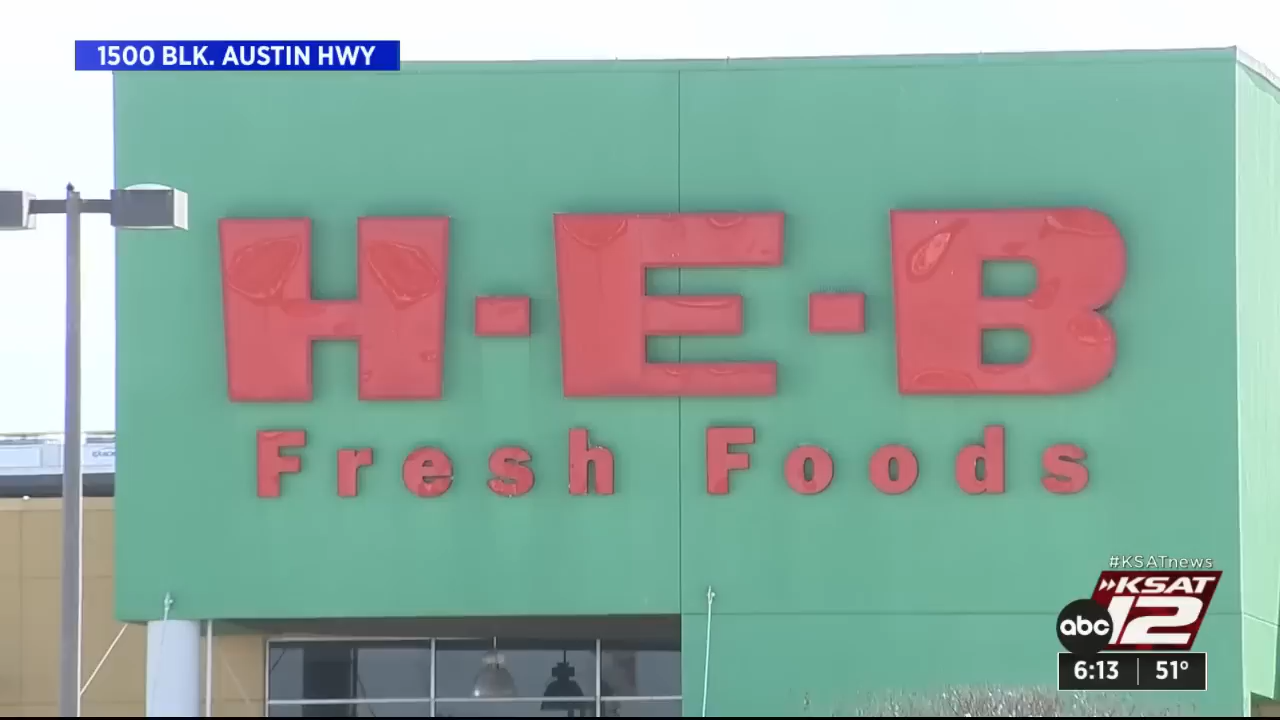 1500 BLK. AUSTIN HWY
H-E-B
Fresh Foods
#KSATnews
KSAT
abc 12
6:13 51°